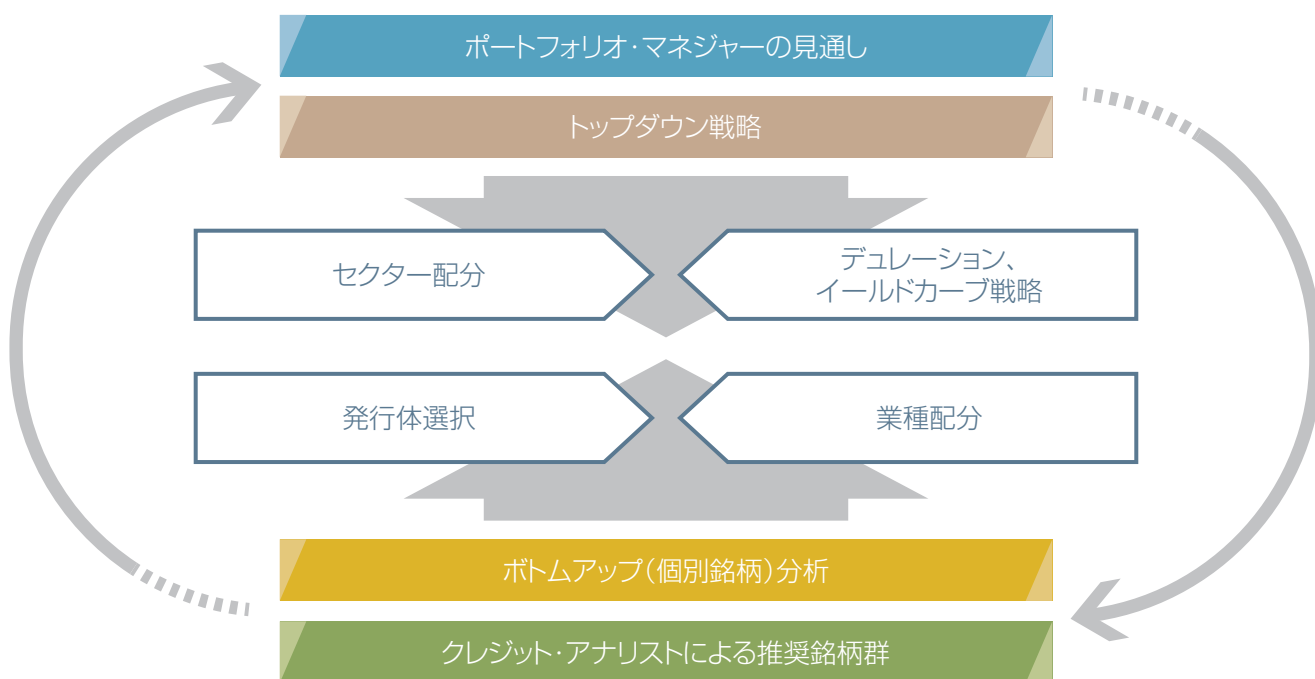 ポートフォリオ・マネジャーの見通し
トップダウン戦略
セクター配分
デュレーション、
イールドカーブ戦略
発行体選択
業種配分
ボトムアップ（個別銘柄）分析
クレジット・アナリストによる推奨銘柄群